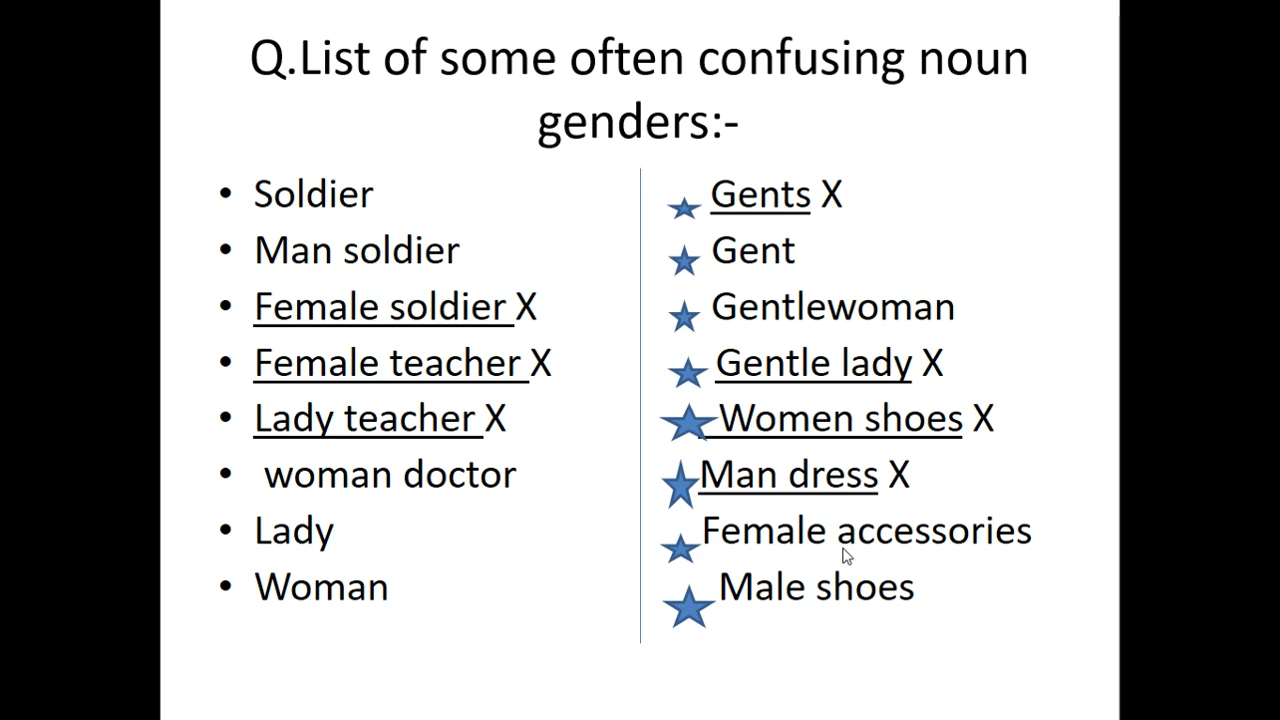 Q.List of some often confusing noun
genders:-
• Soldier
• Man soldier
• Female soldier X
• Female teacher X
• Lady teacher X
• woman doctor
• Lady
• Woman
Gents X
Gent
Gentlewoman
Gentle lady X
Women shoes X
Man dress X
Female accessories
Male shoes